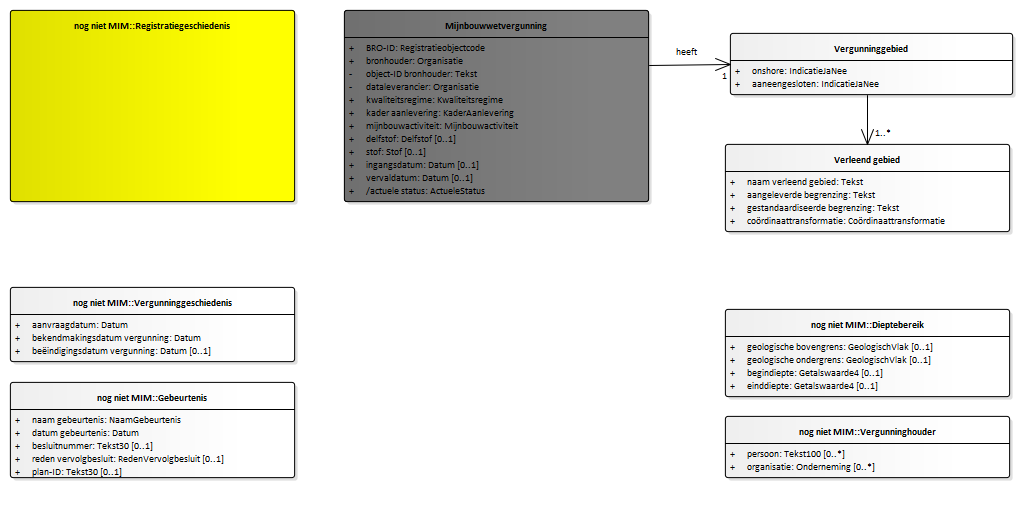 nog niet MIM::Registratiegeschiedenis
Mijnbouwwetvergunning
+ BRO-ID: Registratieobjectcode
+ bronhouder: Organisatie
- object-ID bronhouder: Tekst
- dataleverancier: Organisatie
+ kwaliteitsregime: Kwaliteitsregime
+ kader aanlevering: KaderAanlevering
+ mijnbouwactiviteit: Mijnbouwactiviteit
+ delfstof: Delfstof [0..1]
+ stof: Stof [0..1]
+ ingangsdatum: Datum [0..1]
+ vervaldatum: Datum [0..1]
+ /actuele status: ActueleStatus
heeft
1
Vergunninggebied
+ onshore: IndicatieJaNee
+ aaneengesloten: IndicatieJaNee
1..*
Verleend gebied
+ naam verleend gebied: Tekst
+ aangeleverde begrenzing: Tekst
+ gestandaardiseerde begrenzing: Tekst
+ coördinaattransformatie: Coördinaattransformatie
nog niet MIM::Vergunninggeschiedenis
+ aanvraagdatum: Datum
+ bekendmakingsdatum vergunning: Datum
+ beëindigingsdatum vergunning: Datum [0..1]
nog niet MIM::Dieptebereik
+ geologische bovengrens: GeologischVlak [0..1]
+ geologische ondergrens: GeologischVlak [0..1]
+ begindiepte: Getalswaarde4 [0..1]
+ einddiepte: Getalswaarde4 [0..1]
nog niet MIM::Gebeurtenis
+ naam gebeurtenis: NaamGebeurtenis
+ datum gebeurtenis: Datum
+ besluitnummer: Tekst30 [0..1]
+ reden vervolgbesluit: RedenVervolgbesluit [0..1]
+ plan-ID: Tekst30 [0..1]
nog niet MIM::Vergunninghouder
+ persoon: Tekst100 [0..*]
+ organisatie: Onderneming [0..*]